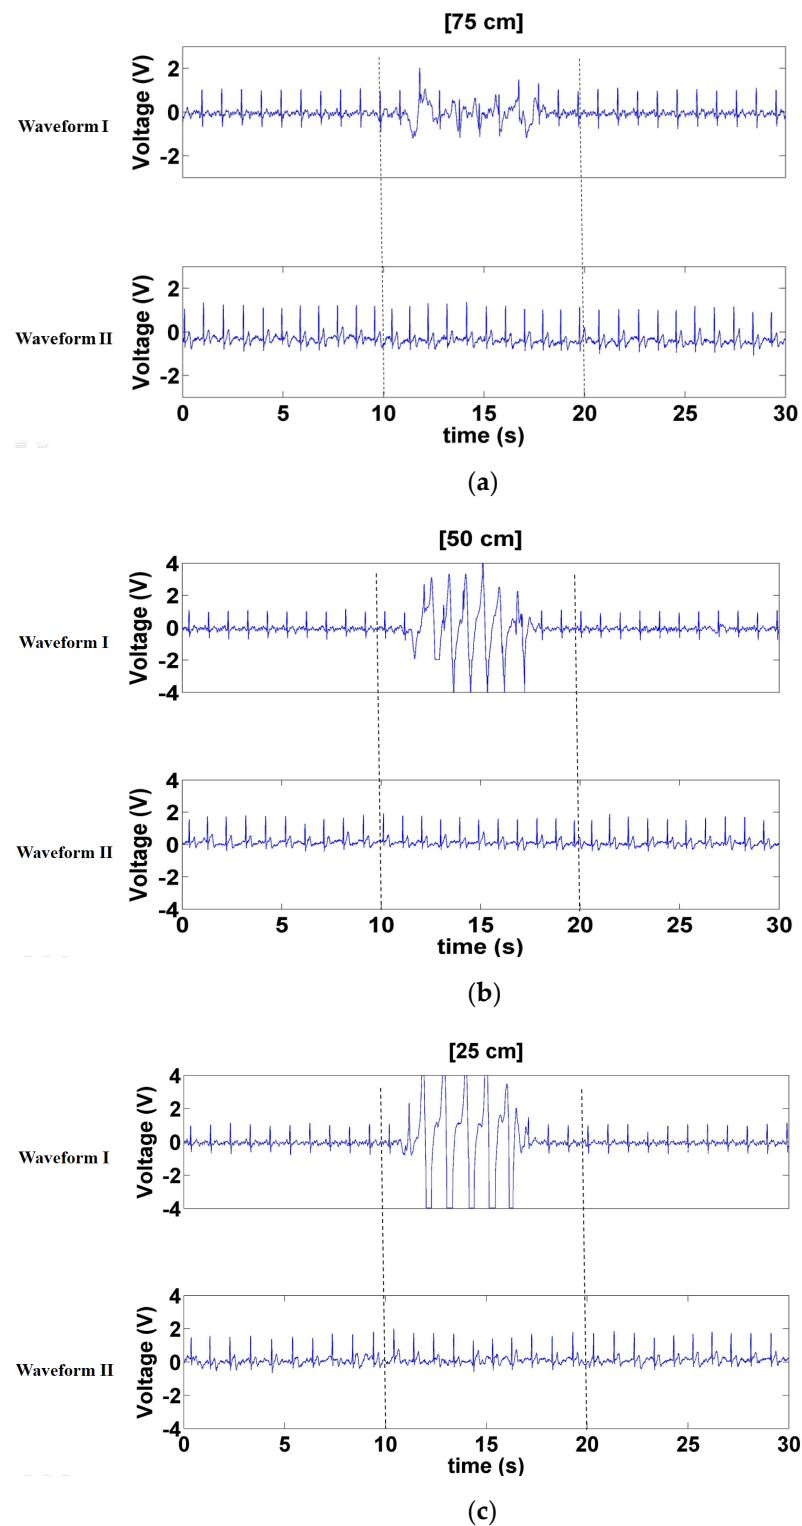 [75 cm]
Waveform I
Voltage (V)
2
0
-2
Waveform II
Voltage (V)
2
0
-2
0 5 10 15 20 25 30
time (s)
(a)
[50 cm]
Waveform I
Voltage (V)
4
2
0
-2
-4
Waveform II
Voltage (V)
4
2
0
-2
-4
0 5 10 15 20 25 30
time (s)
(b)
[25 cm]
Waveform I
Voltage (V)
4
2
0
-2
-4
Waveform II
Voltage (V)
4
2
0
-2
-4
0 5 10 15 20 25 30
time (s)
(c)